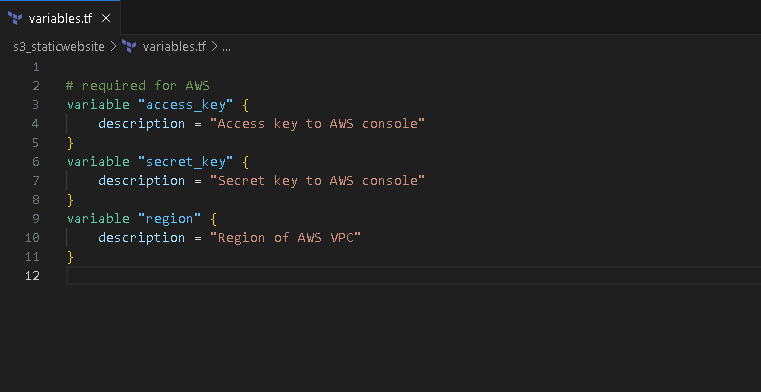 variables.tf ×
s3_staticwebsite > variables.tf > ...
1
2 # required for AWS
3 variable "access_key" {
4     description = "Access key to AWS console"
5 }
6 variable "secret_key" {
7     description = "Secret key to AWS console"
8 }
9 variable "region" {
10     description = "Region of AWS VPC"
11 }
12